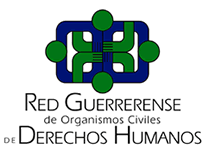 RED GUERRERENSE
de Organismos Civiles
DE DERECHOS HUMANOS